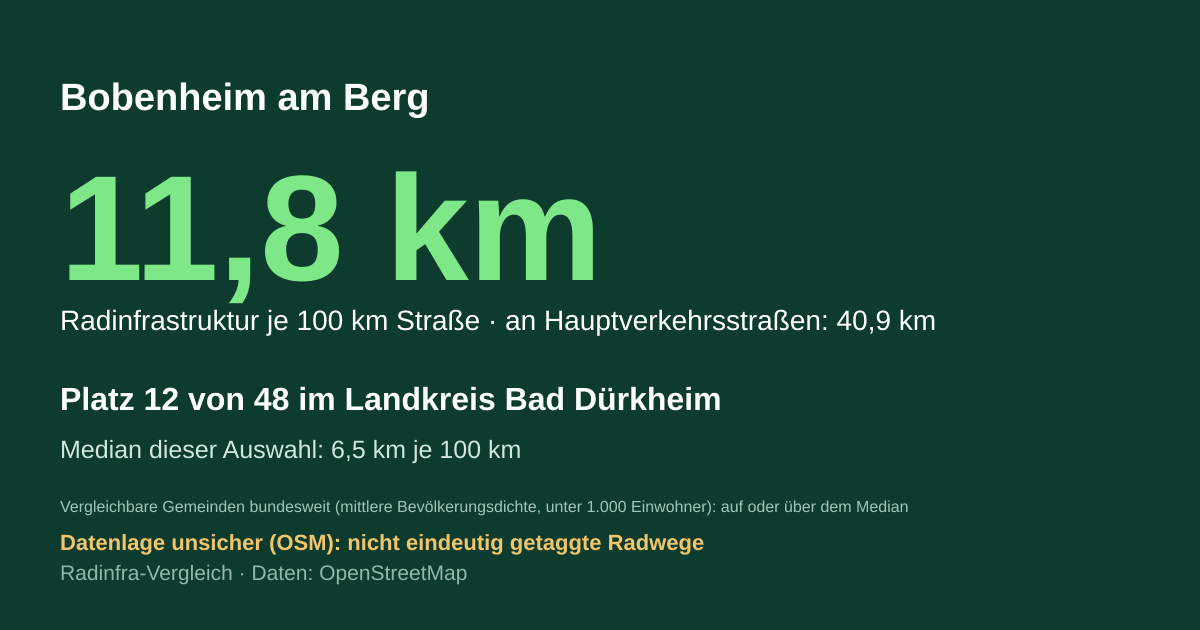 Bobenheim am Berg
11,8 km
Radinfrastruktur je 100 km Straße · an Hauptverkehrsstraßen: 40,9 km
Platz 12 von 48 im Landkreis Bad Dürkheim
Median dieser Auswahl: 6,5 km je 100 km
Vergleichbare Gemeinden bundesweit (mittlere Bevölkerungsdichte, unter 1.000 Einwohner): auf oder über dem Median
Datenlage unsicher (OSM): nicht eindeutig getaggte Radwege
Radinfra-Vergleich · Daten: OpenStreetMap